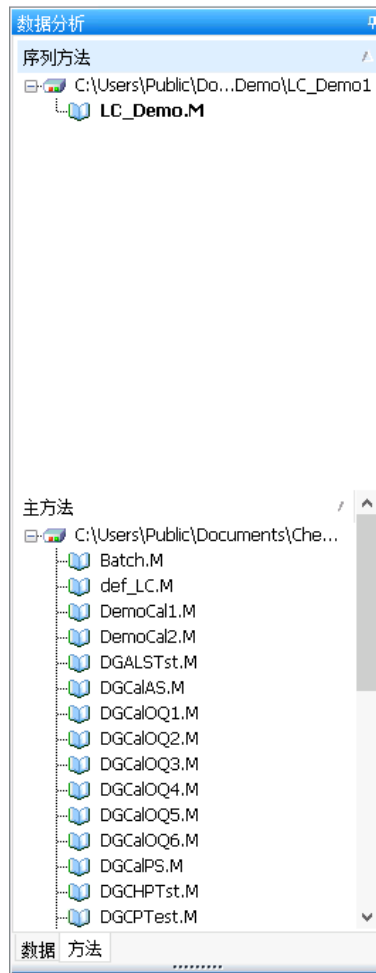 数据分析
序列方法
C:\Users\Public\Do...Demo\LC_Demo1
LC_Demo.M
主方法
C:\Users\Public\Documents\Che...
Batch.M
def_LC.M
DemoCal1.M
DemoCal2.M
DGALSTst.M
DGCalAS.M
DGCalOQ1.M
DGCalOQ2.M
DGCalOQ3.M
DGCalOQ4.M
DGCalOQ5.M
DGCalOQ6.M
DGCalPS.M
DGCHPTst.M
DGCPTest.M
数据 方法